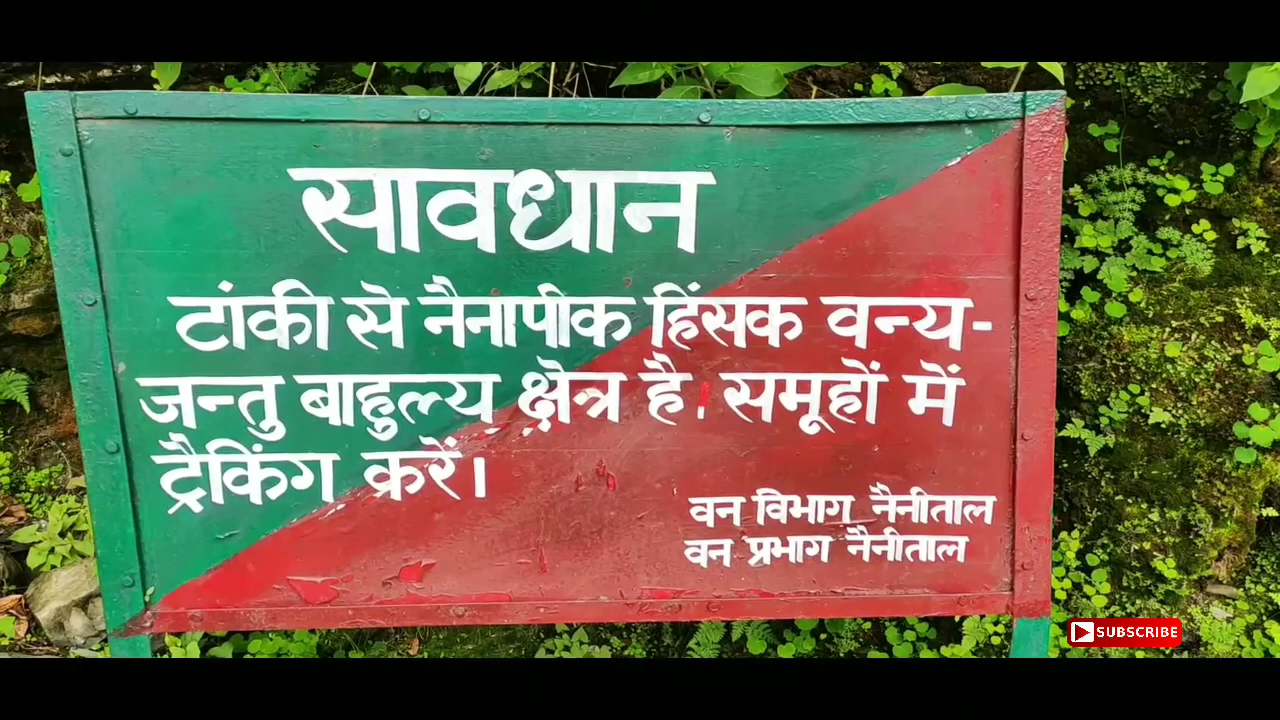 सावधान
टांकी से नैनापीक हिंसक वन्य-
जन्तु बाहुल्य क्षेत्र है. समूहों में
ट्रैकिंग करें।
वन विभाग नैनीताल
वन प्रभाग नैनीताल
SUBSCRIBE